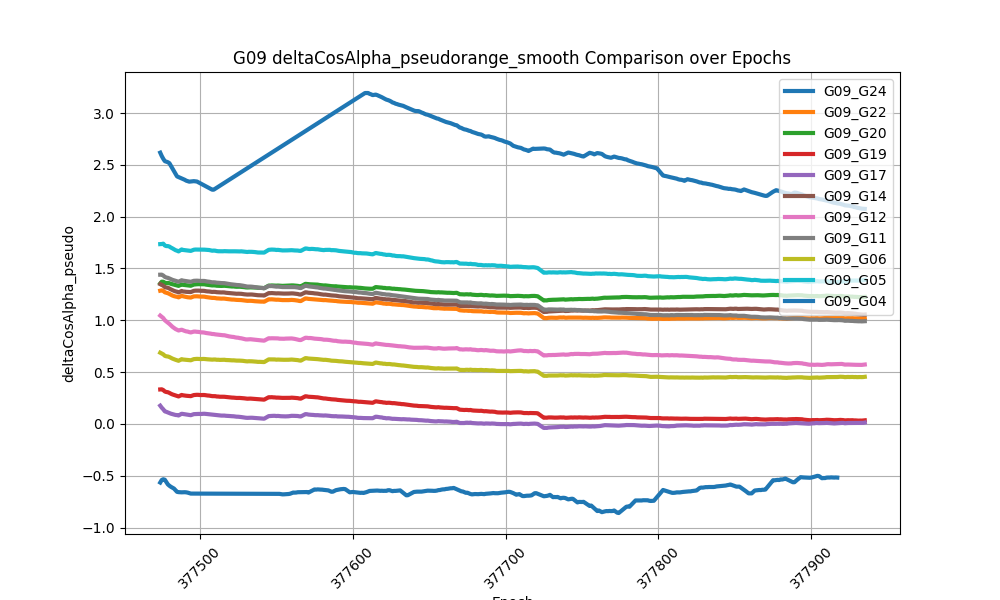 G09 deltaCosAlpha_pseudorange_smooth Comparison over Epochs
deltaCosAlpha_pseudo
3.0
2.5
2.0
1.5
1.0
0.5
0.0
−0.5
−1.0
377500
377600
377700
377800
377900
Epoch
G09_G24
G09_G22
G09_G20
G09_G19
G09_G17
G09_G14
G09_G12
G09_G11
G09_G06
G09_G05
G09_G04